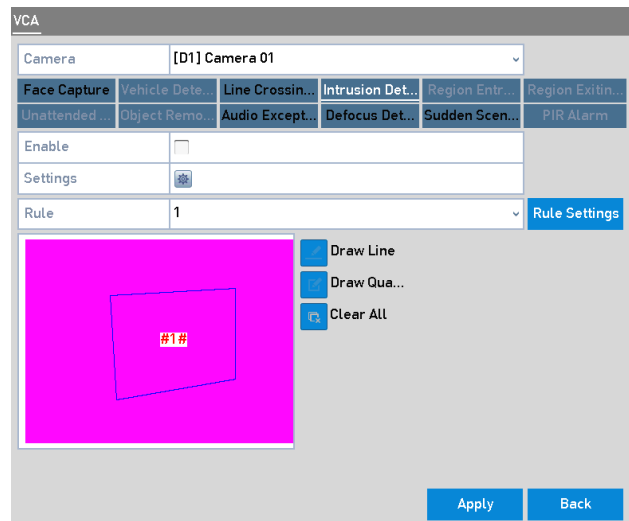 VCA
Camera [D1] Camera 01
Face Capture Vehicle Dete... Line Crossin... Intrusion Det... Region Entr... Region Exitin...
Unattended ... Object Remo... Audio Except... Defocus Det... Sudden Scen... PIR Alarm
Enable
Settings
Rule 1 Rule Settings
Draw Line
Draw Qua...
Clear All
#1#
Apply Back